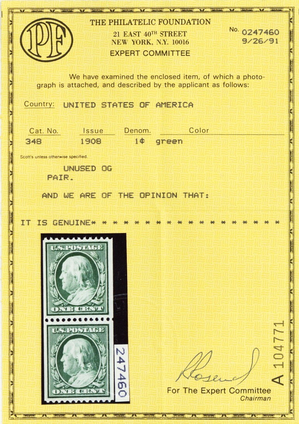 THE PHILATELIC FOUNDATION
21 EAST 40TH STREET
NEW YORK, N.Y. 10016
EXPERT COMMITTEE
No. 0247460
9/26/91
PF
We have examined the enclosed item, of which a photo-
graph is attached, and described by the applicant as follows:
Country: UNITED STATES OF AMERICA
Cat. No. Issue Denom. Color
348 1908 1¢ green
Scott's unless otherwise specified.
UNUSED OG
PAIR.
AND WE ARE OF THE OPINION THAT:
IT IS GENUINE* * * * * * * * * * * * * * * * * * *
U.S. POSTAGE
ONE CENT
U.S. POSTAGE
ONE CENT
247460
A 104771
For The Expert Committee
Chairman